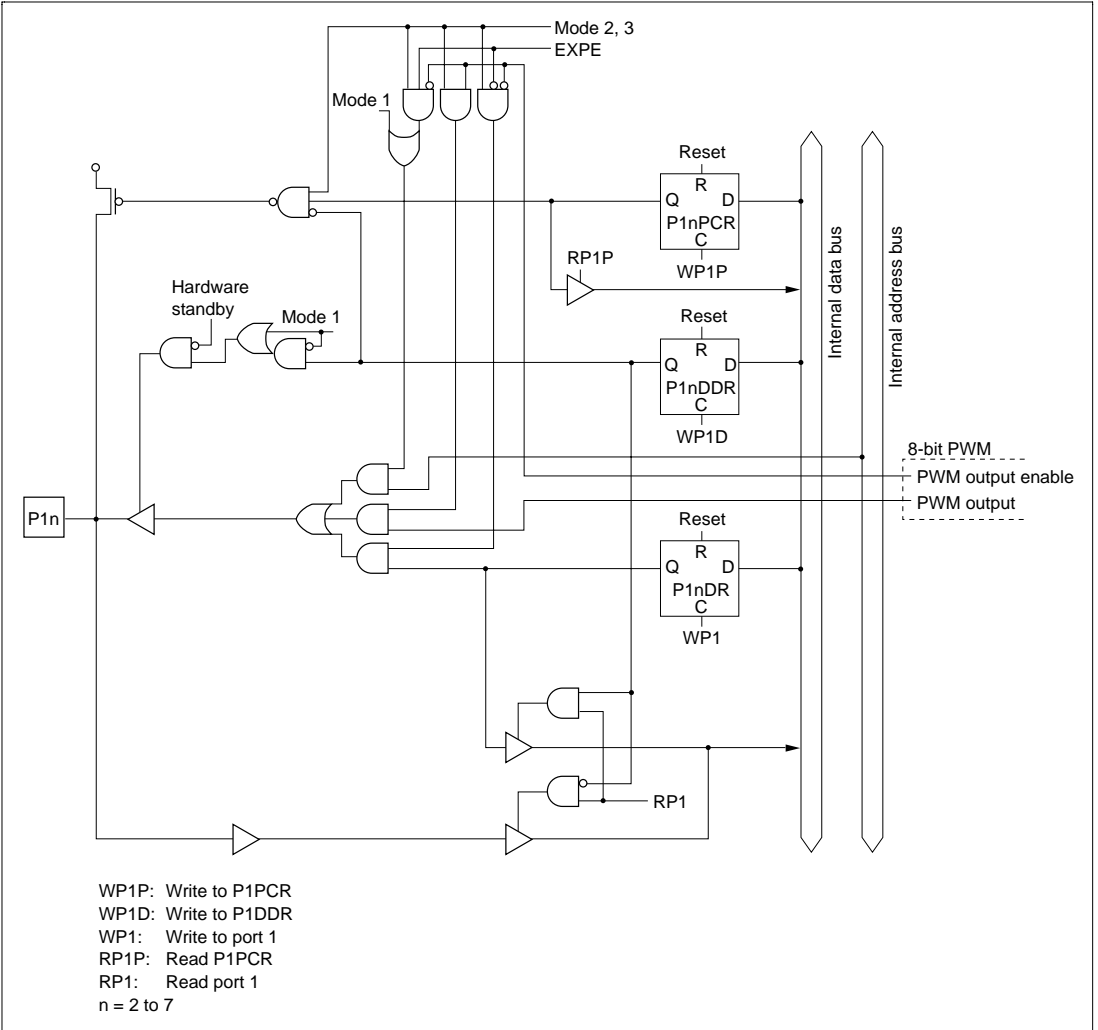 Mode 2, 3
EXPE
Mode 1
Reset
R
Q D
P1nPCR
C
WP1P
RP1P
Hardware
standby
Mode 1
Reset
R
Q D
P1nDDR
C
WP1D
Internal data bus
Internal address bus
8-bit PWM
PWM output enable
PWM output
P1n
Reset
R
Q D
P1nDR
C
WP1
RP1
WP1P: Write to P1PCR
WP1D: Write to P1DDR
WP1: Write to port 1
RP1P: Read P1PCR
RP1: Read port 1
n = 2 to 7